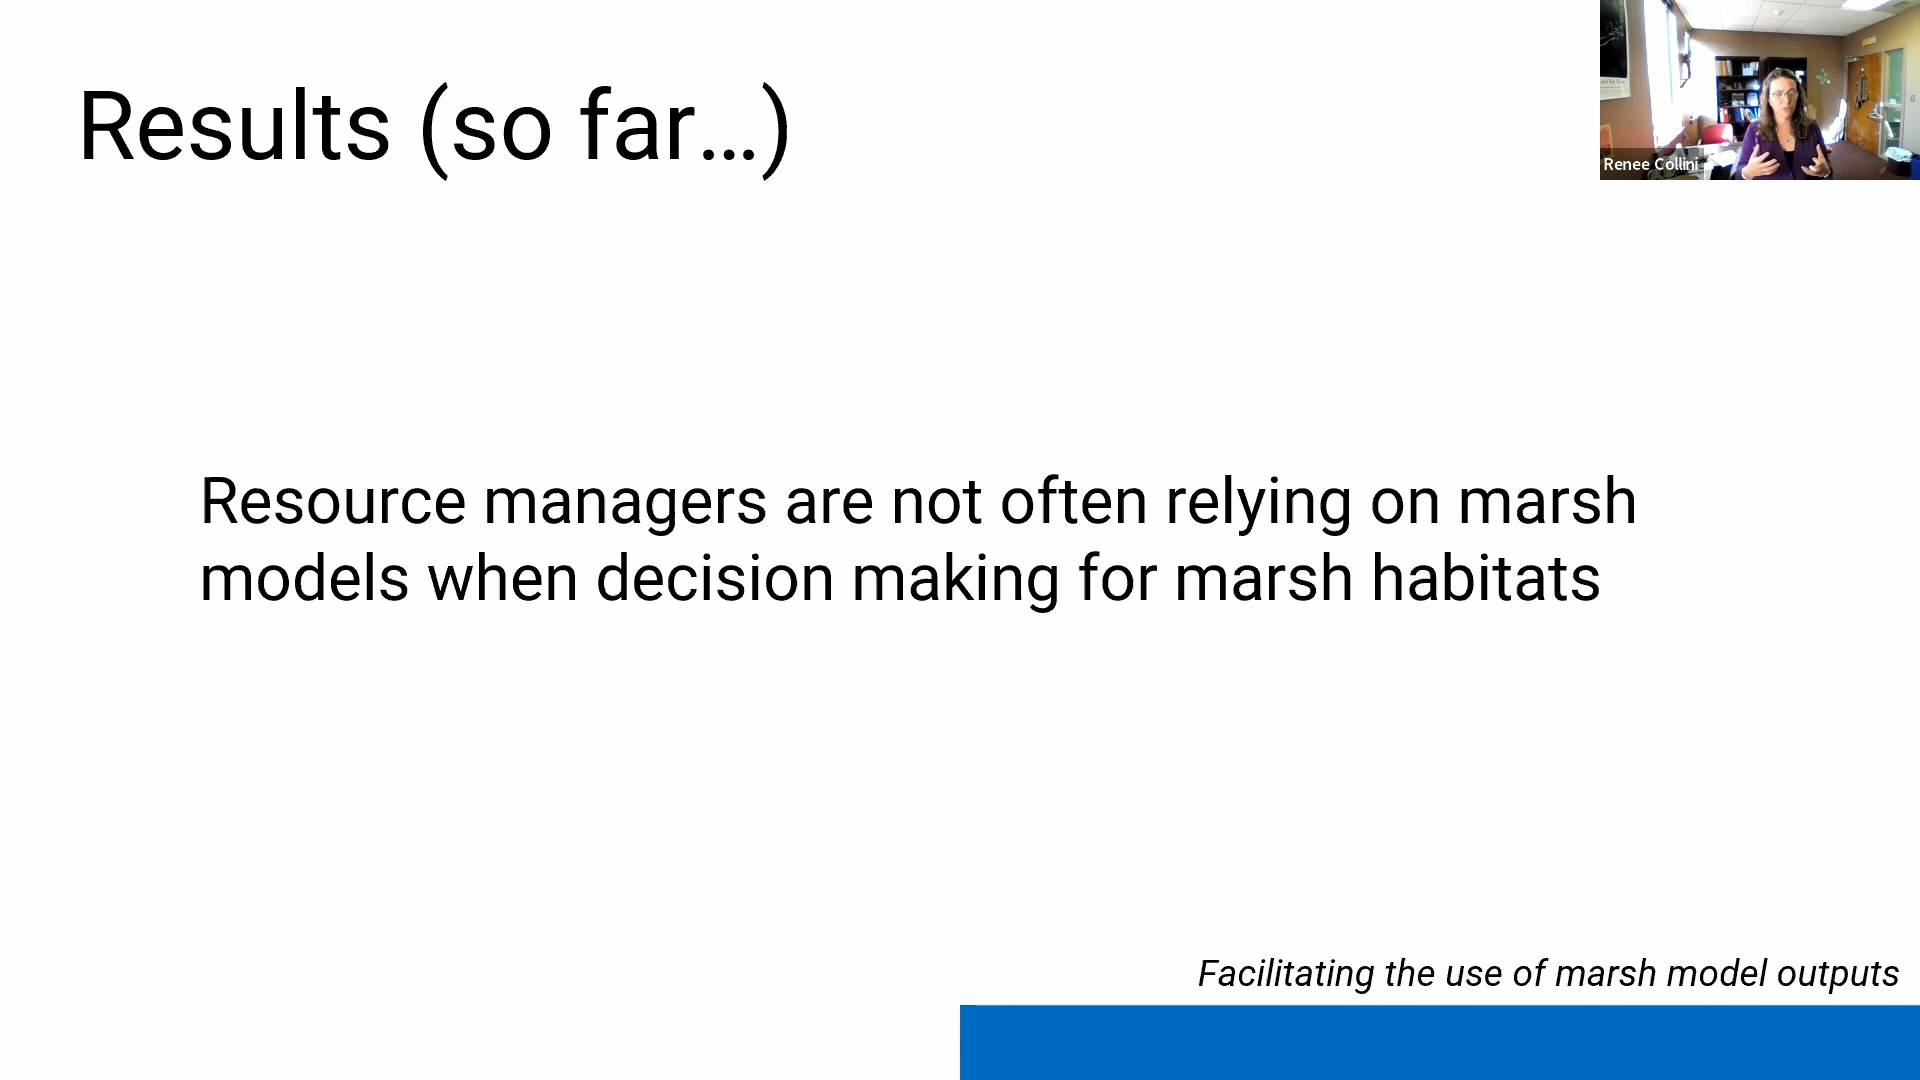 Results (so far...)
Renee Collini
Resource managers are not often relying on marsh
models when decision making for marsh habitats
Facilitating the use of marsh model outputs